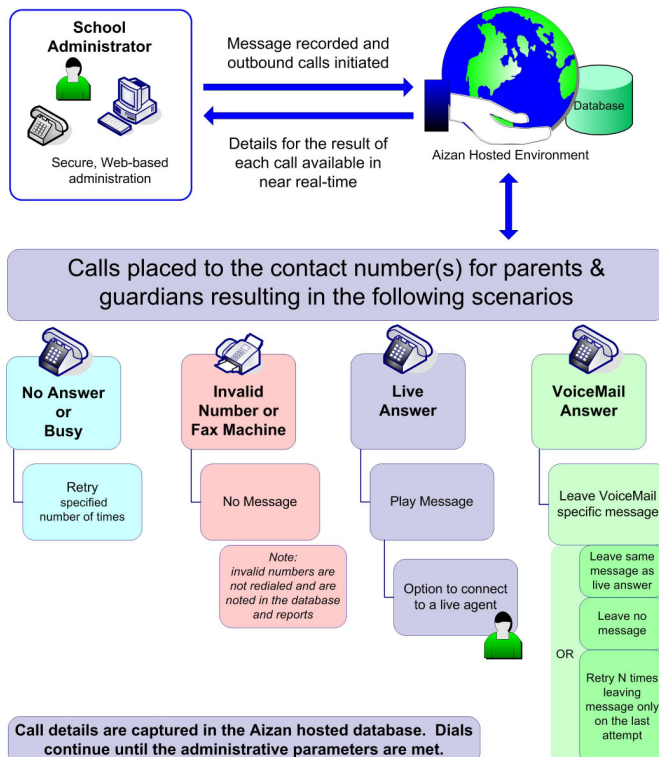 School
Administrator
Secure, Web-based
administration
Message recorded and
outbound calls initiated
Details for the result of
each call available in
near real-time
Database
Aizan Hosted Environment
Calls placed to the contact number(s) for parents &
guardians resulting in the following scenarios
No Answer
or
Busy
Retry
specified
number of times
Invalid
Number or
Fax Machine
No Message
Note:
invalid numbers are
not redialed and are
noted in the database
and reports
Live
Answer
Play Message
Option to connect
to a live agent
VoiceMail
Answer
Leave VoiceMail
specific message
OR
Leave same
message as
live answer
Leave no
message
Retry N times
leaving
message only
on the last
attempt
Call details are captured in the Aizan hosted database. Dials
continue until the administrative parameters are met.